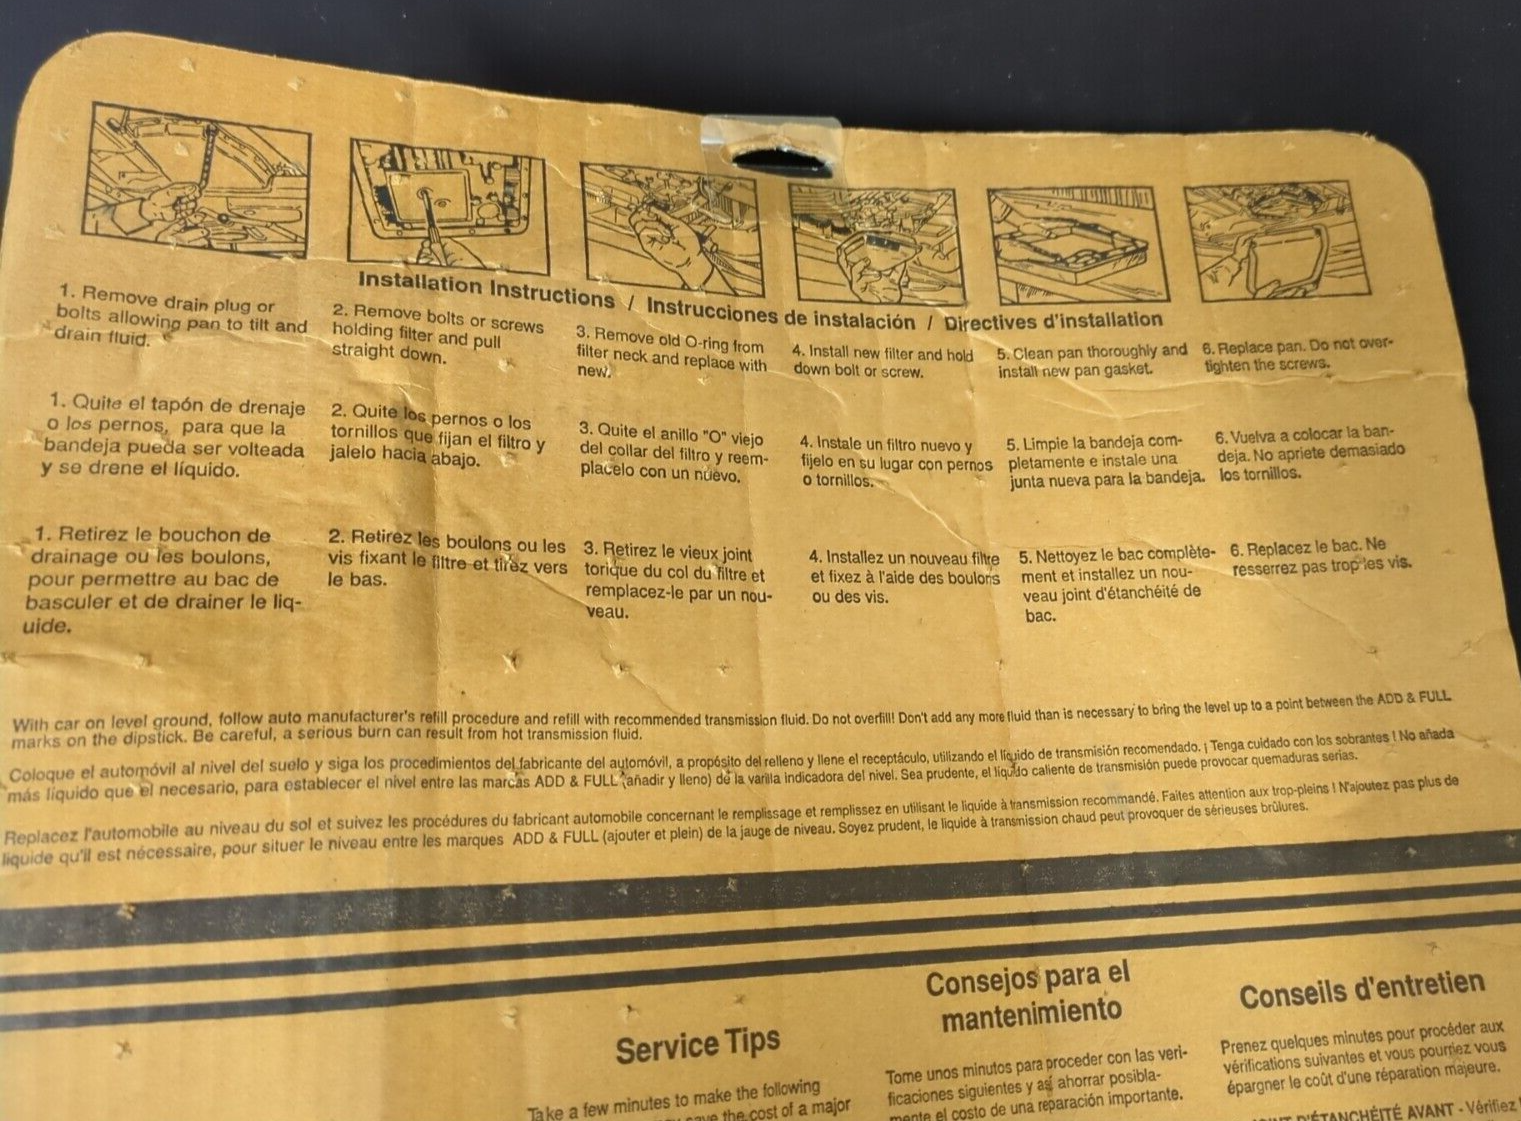 Installation Instructions / Instrucciones de instalación / Directives d'installation
1. Remove drain plug or
bolts allowing pan to tilt and
drain fluid.
2. Remove bolts or screws
holding filter and pull
straight down.
3. Remove old O-ring from
filter neck and replace with
new.
4. Install new filter and hold
down bolt or screw.
5. Clean pan thoroughly and
install new pan gasket.
6. Replace pan. Do not over-
tighten the screws.
1. Quite el tapón de drenaje
o los pernos, para que la
bandeja pueda ser volteada
y se drene el líquido.
2. Quite los pernos o los
tornillos que fijan el filtro y
jalelo hacia abajo.
3. Quite el anillo "O" viejo
del collar del filtro y reem-
plácelo con un nuevo.
4. Instale un filtro nuevo y
fijelo en su lugar con pernos
o tornillos.
5. Limpie la bandeja com-
pletamente e instale una
junta nueva para la bandeja.
6. Vuelva a colocar la ban-
deja. No apriete demasiado
los tornillos.
1. Retirez le bouchon de
drainage ou les boulons,
pour permettre au bac de
basculer et de drainer le liq-
uide.
2. Retirez les boulons ou les
vis fixant le filtre et tirez vers
le bas.
3. Retirez le vieux joint
torique du col du filtre et
remplacez-le par un nou-
veau.
4. Installez un nouveau filtre
et fixez à l'aide des boulons
ou des vis.
5. Nettoyez le bac complète-
ment et installez un nou-
veau joint d'étanchéité de
bac.
6. Replacez le bac. Ne
resserrez pas trop les vis.
With car on level ground, follow auto manufacturer's refill procedure and refill with recommended transmission fluid. Do not overfill! Don't add any more fluid than is necessary to bring the level up to a point between the ADD & FULL
marks on the dipstick. Be careful, a serious burn can result from hot transmission fluid.
Coloque el automóvil al nivel del suelo y siga los procedimientos del fabricante del automóvil, a propósito del relleno y llene el receptáculo, utilizando el líquido de transmisión recomendado. ¡ Tenga cuidado con los sobrantes ! No añada
más líquido que el necesario, para establecer el nivel entre las marcas ADD & FULL (añadir y lleno) de la varilla indicadora del nivel. Sea prudente, el líquido caliente de transmisión puede provocar quemaduras serias.
Replacez l'automobile au niveau du sol et suivez les procédures du fabricant automobile concernant le remplissage et remplissez en utilisant le liquide à transmission recommandé. Faites attention aux trop-pleins ! N'ajoutez pas plus de
liquide qu'il est nécessaire, pour situer le niveau entre les marques ADD & FULL (ajouter et plein) de la jauge de niveau. Soyez prudent, le liquide à transmission chaud peut provoquer de sérieuses brûlures.
Service Tips
Take a few minutes to make the following
the cost of a major
Consejos para el
mantenimiento
Tome unos minutos para proceder con las veri-
ficaciones siguientes y así ahorrar posibla-
mente el costo de una reparación importante.
Conseils d'entretien
Prenez quelques minutes pour procéder aux
vérifications suivantes et vous pourriez vous
épargner le coût d'une réparation majeure.
D'ÉTANCHÉITÉ AVANT - Vérifiez